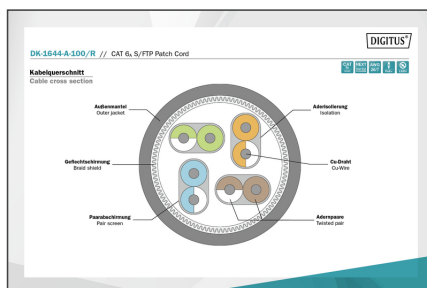 DIGITUS®
DK-1644-A-100/R // CAT 6A S/FTP Patch Cord
Kabelquerschnitt
Cable cross section
Außenmantel
Outer jacket
Aderisolierung
Isolation
Geflechtschirmung
Braid shield
Cu-Draht
Cu-Wire
Paarabschirmung
Pair screen
Adernpaare
Twisted pair